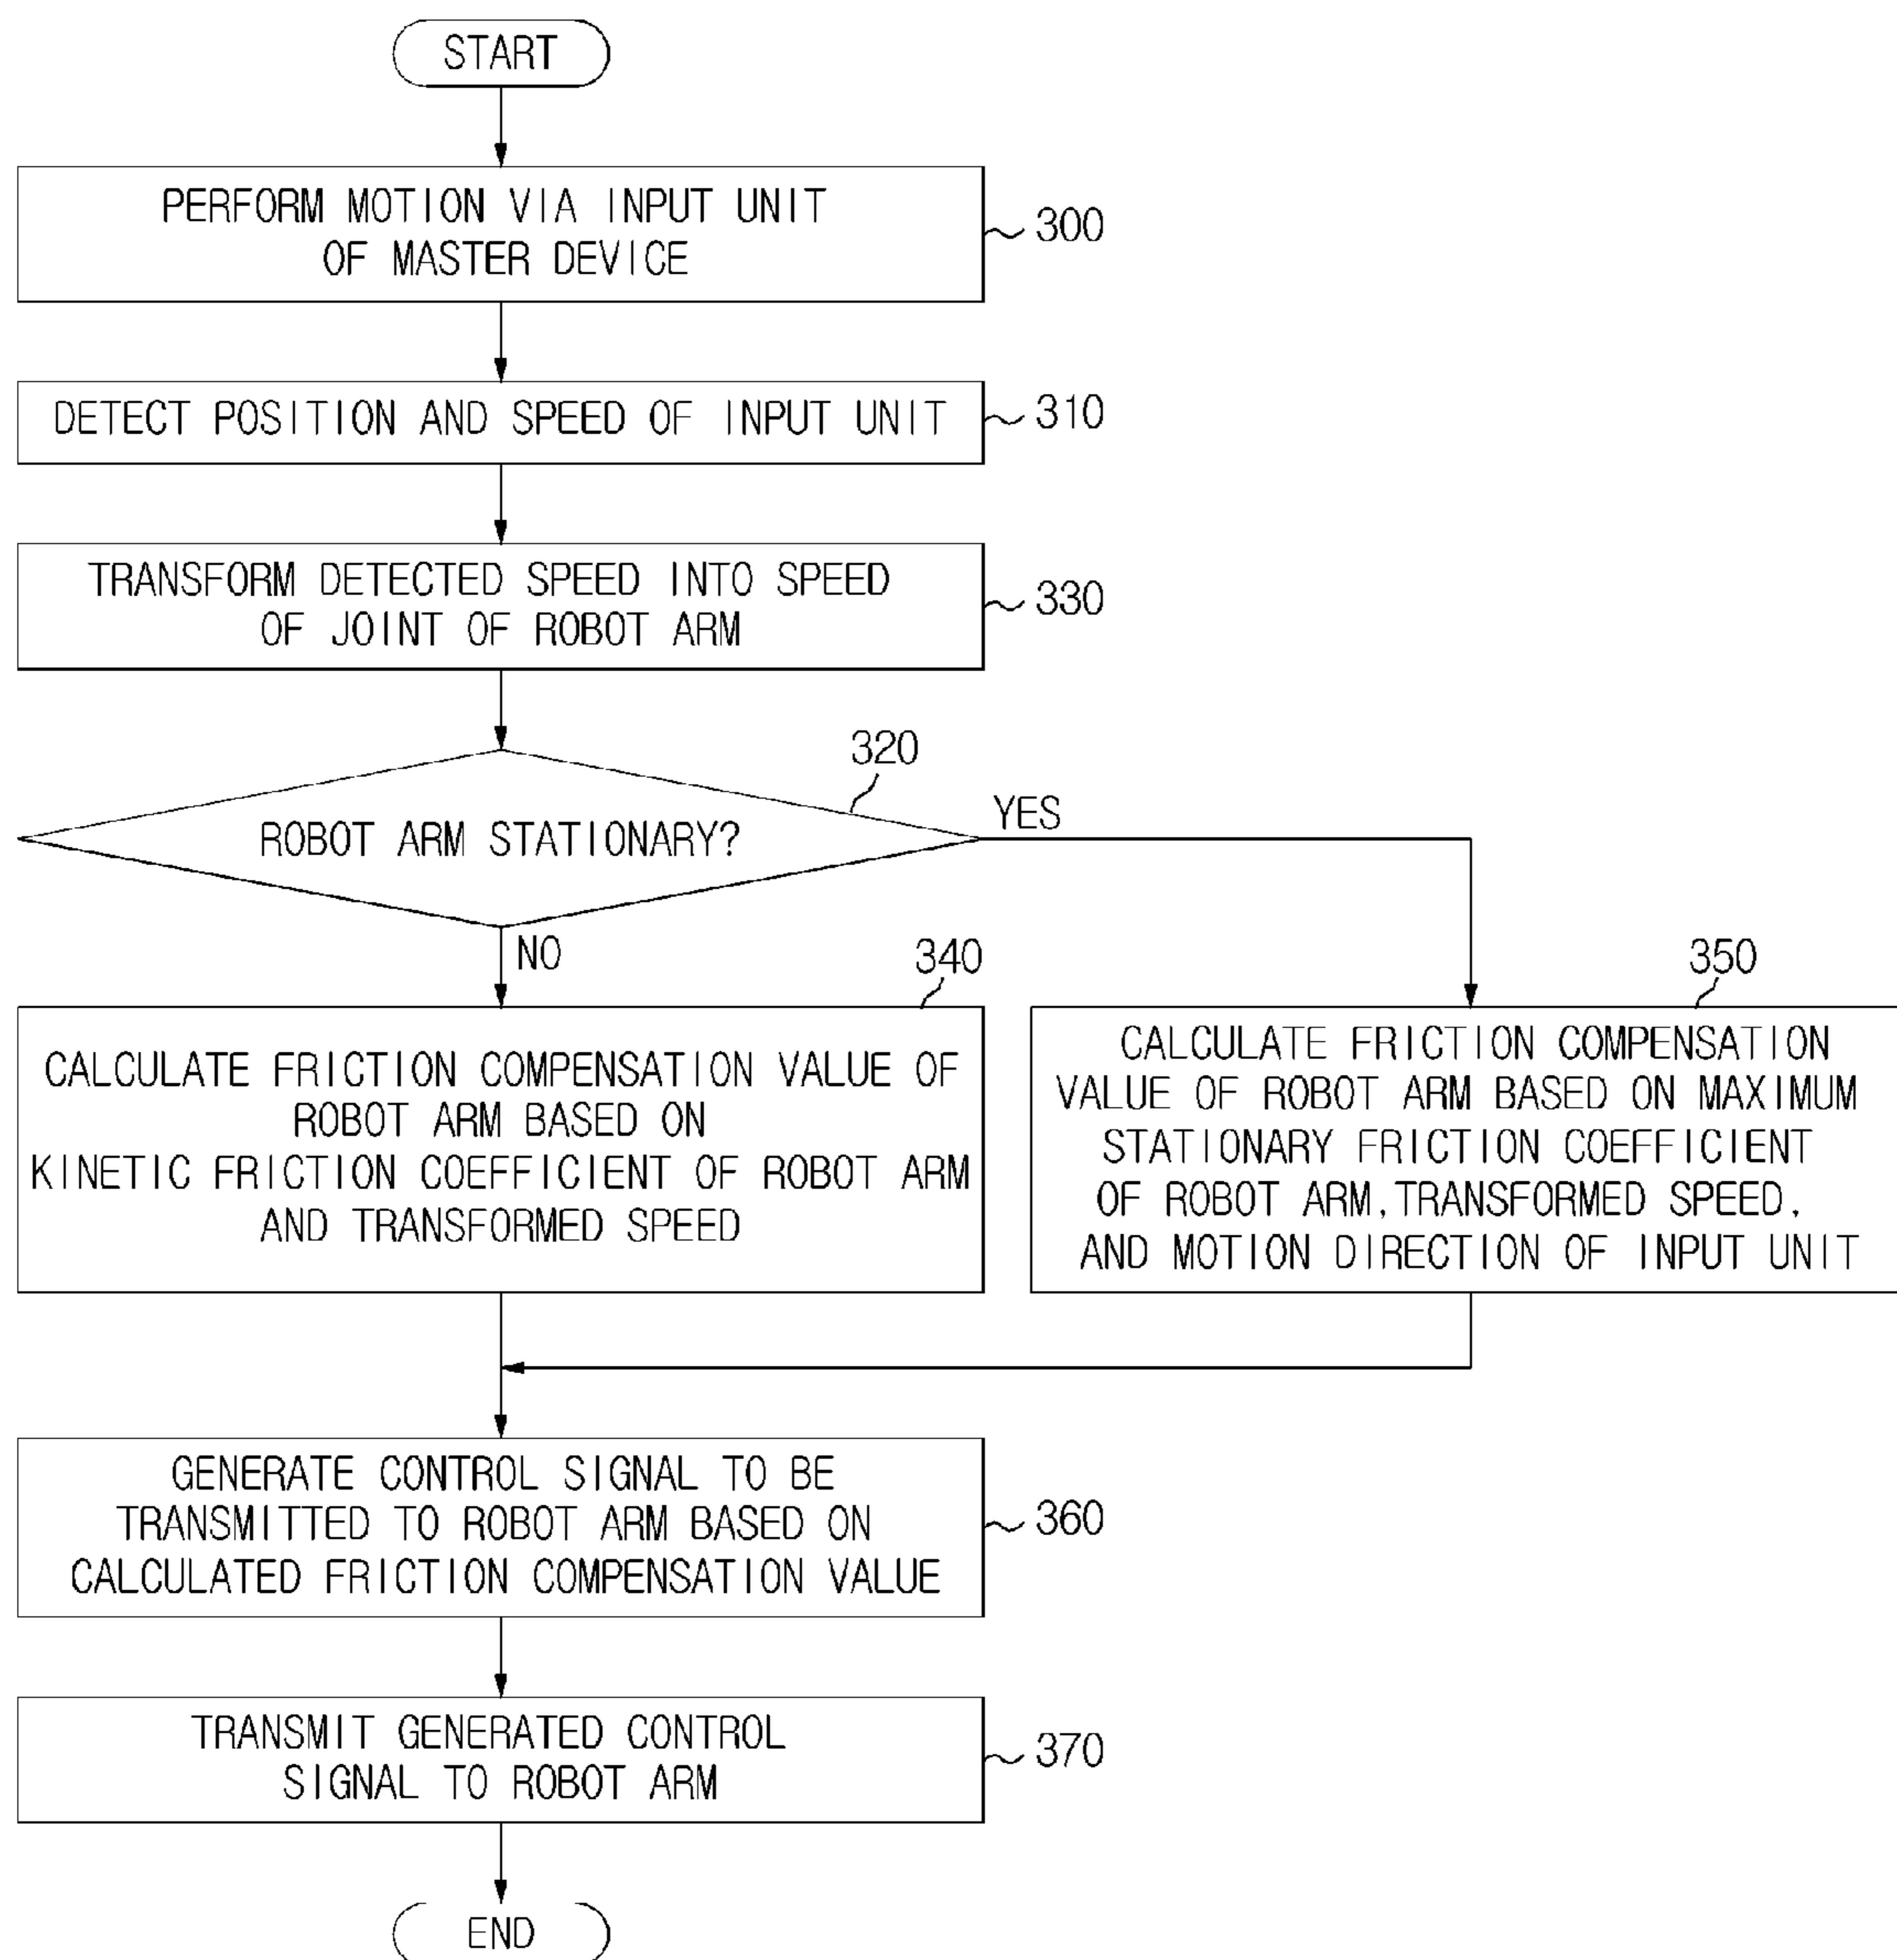 START
PERFORM MOTION VIA INPUT UNIT
OF MASTER DEVICE
300
DETECT POSITION AND SPEED OF INPUT UNIT
310
TRANSFORM DETECTED SPEED INTO SPEED
OF JOINT OF ROBOT ARM
330
320
ROBOT ARM STATIONARY?
YES
NO
340
CALCULATE FRICTION COMPENSATION VALUE OF
ROBOT ARM BASED ON
KINETIC FRICTION COEFFICIENT OF ROBOT ARM
AND TRANSFORMED SPEED
350
CALCULATE FRICTION COMPENSATION
VALUE OF ROBOT ARM BASED ON MAXIMUM
STATIONARY FRICTION COEFFICIENT
OF ROBOT ARM, TRANSFORMED SPEED,
AND MOTION DIRECTION OF INPUT UNIT
GENERATE CONTROL SIGNAL TO BE
TRANSMITTED TO ROBOT ARM BASED ON
CALCULATED FRICTION COMPENSATION VALUE
360
TRANSMIT GENERATED CONTROL
SIGNAL TO ROBOT ARM
370
END